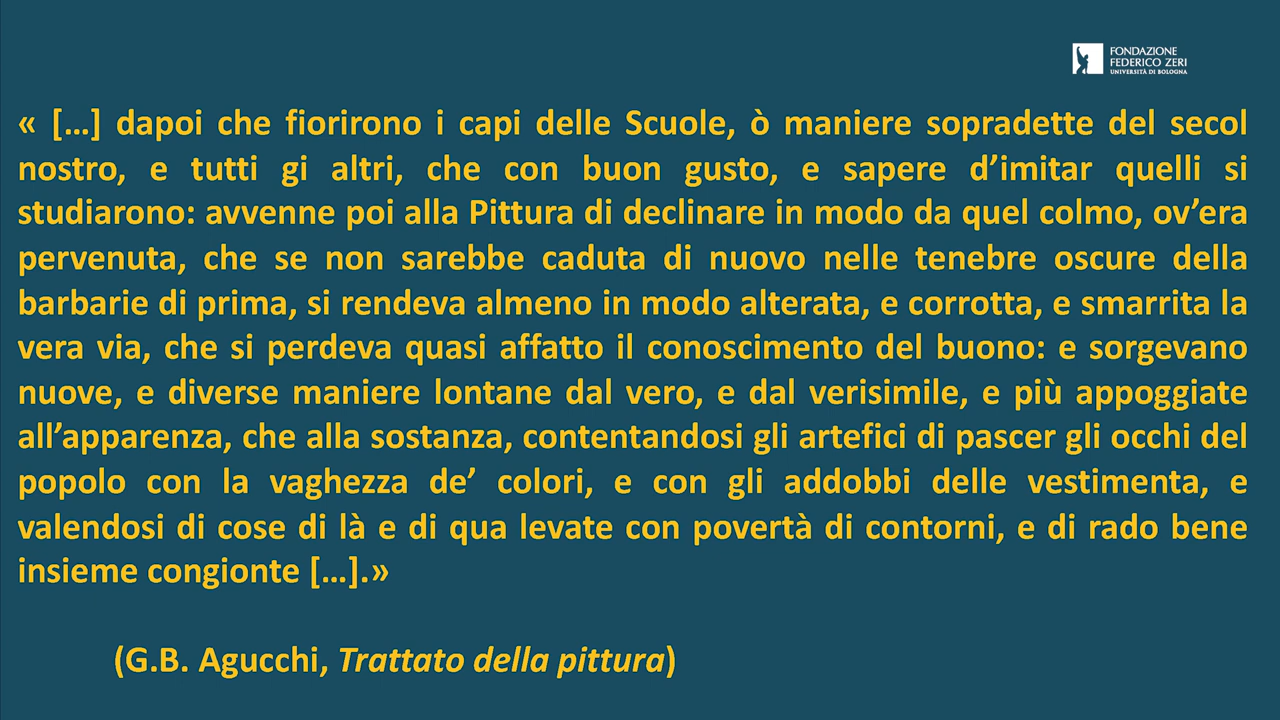 FONDAZIONE
FEDERICO ZERI
UNIVERSITÀ DI BOLOGNA
« [...] dapoi che fiorirono i capi delle Scuole, ò maniere sopradette del secol
nostro, e tutti gi altri, che con buon gusto, e sapere d’imitar quelli si
studiarono: avvenne poi alla Pittura di declinare in modo da quel colmo, ov’era
pervenuta, che se non sarebbe caduta di nuovo nelle tenebre oscure della
barbarie di prima, si rendeva almeno in modo alterata, e corrotta, e smarrita la
vera via, che si perdeva quasi affatto il conoscimento del buono: e sorgevano
nuove, e diverse maniere lontane dal vero, e dal verisimile, e più appoggiate
all’apparenza, che alla sostanza, contentandosi gli artefici di pascer gli occhi del
popolo con la vaghezza de’ colori, e con gli addobbi delle vestimenta, e
valendosi di cose di là e di qua levate con povertà di contorni, e di rado bene
insieme congionte [...].»
(G.B. Agucchi, Trattato della pittura)